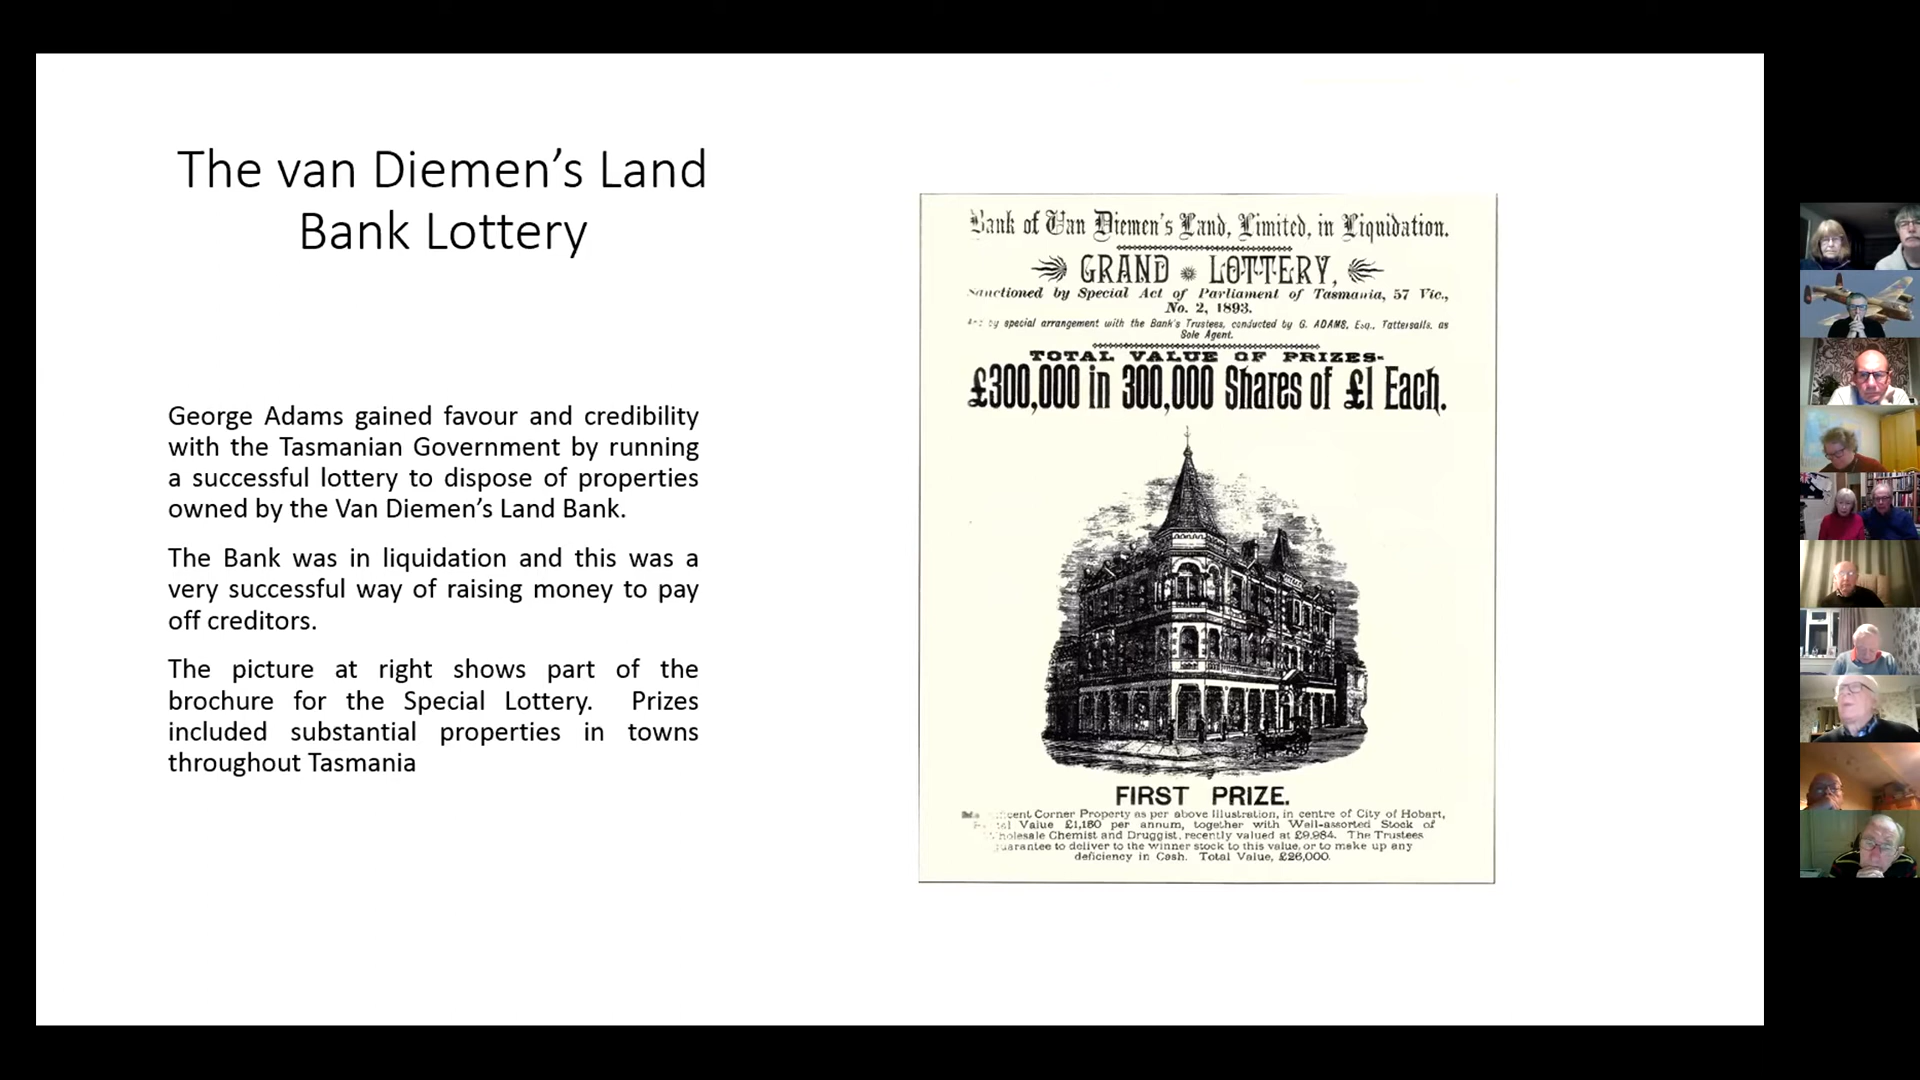 The van Diemen’s Land
Bank Lottery
George Adams gained favour and credibility
with the Tasmanian Government by running
a successful lottery to dispose of properties
owned by the Van Diemen’s Land Bank.
The Bank was in liquidation and this was a
very successful way of raising money to pay
off creditors.
The picture at right shows part of the
brochure for the Special Lottery. Prizes
included substantial properties in towns
throughout Tasmania
Bank of Van Diemen’s Land, Limited, in Liquidation.
GRAND LOTTERY,
Sanctioned by Special Act of Parliament of Tasmania, 57 Vic.,
No. 2, 1893.
by special arrangement with the Bank's Trustees, conducted by G. ADAMS, Esq., Tattersalls, as
Sole Agent.
TOTAL VALUE OF PRIZES-
£300,000 in 300,000 Shares of £1 Each.
FIRST PRIZE.
Corner Property as per above Illustration, in centre of City of Hobart,
Value £1,160 per annum, together with Well-assorted Stock of
Wholesale Chemist and Druggist, recently valued at £9,984. The Trustees
guarantee to deliver to the winner stock to this value, or to make up any
deficiency in Cash. Total Value, £26,000.